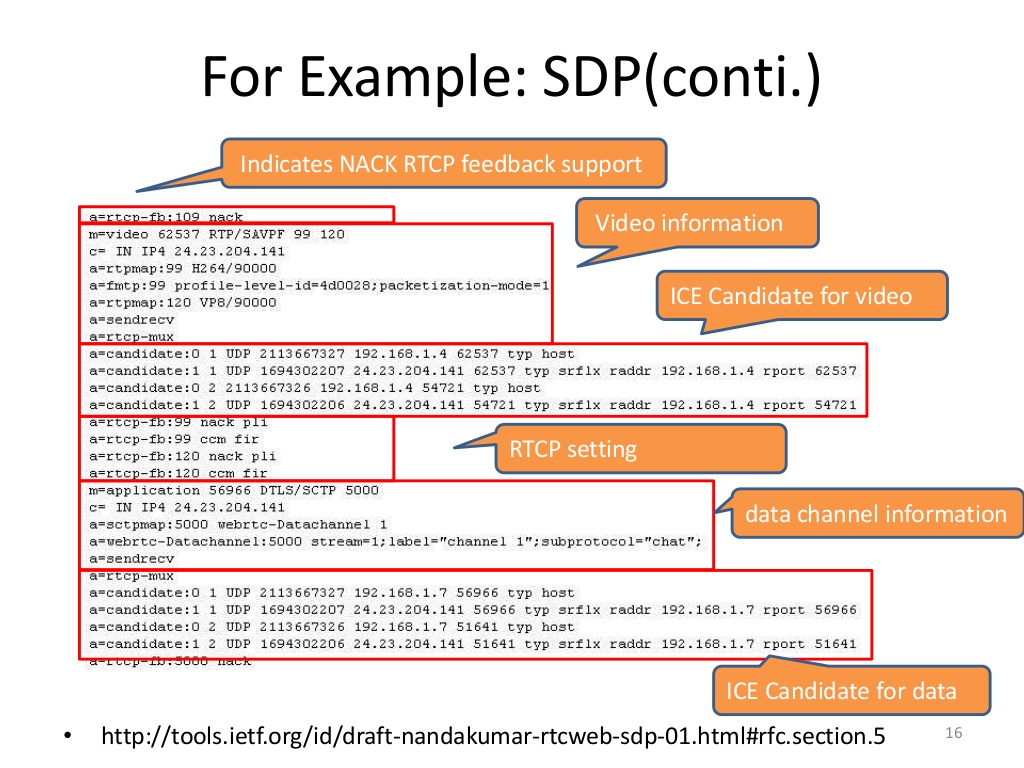 For Example: SDP(conti.)
Indicates NACK RTCP feedback support
a=rtcp-fb:109 nack
Video information
m=video 62537 RTP/SAVPF 99 120
c= IN IP4 24.23.204.141
a=rtpmap:99 H264/90000
a=fmtp:99 profile-level-id=4d0028;packetization-mode=1
a=rtpmap:120 VP8/90000
a=sendrecv
a=rtcp-mux
ICE Candidate for video
a=candidate:0 1 UDP 2113667327 192.168.1.4 62537 typ host
a=candidate:1 1 UDP 1694302207 24.23.204.141 62537 typ srflx raddr 192.168.1.4 rport 62537
a=candidate:0 2 2113667326 192.168.1.4 54721 typ host
a=candidate:1 2 UDP 1694302206 24.23.204.141 54721 typ srflx raddr 192.168.1.4 rport 54721
a=rtcp-fb:99 nack pli
a=rtcp-fb:99 ccm fir
a=rtcp-fb:120 nack pli
a=rtcp-fb:120 ccm fir
RTCP setting
m=application 56966 DTLS/SCTP 5000
c= IN IP4 24.23.204.141
a=sctpmap:5000 webrtc-Datachannel 1
a=webrtc-Datachannel:5000 stream=1;label="channel 1";subprotocol="chat";
a=sendrecv
data channel information
a=rtcp-mux
a=candidate:0 1 UDP 2113667327 192.168.1.7 56966 typ host
a=candidate:1 1 UDP 1694302207 24.23.204.141 56966 typ srflx raddr 192.168.1.7 rport 56966
a=candidate:0 2 UDP 2113667326 192.168.1.7 51641 typ host
a=candidate:1 2 UDP 1694302206 24.23.204.141 51641 typ srflx raddr 192.168.1.7 rport 51641
a=rtcp-fb:5000 nack
ICE Candidate for data
• http://tools.ietf.org/id/draft-nandakumar-rtcweb-sdp-01.html#rfc.section.5
16